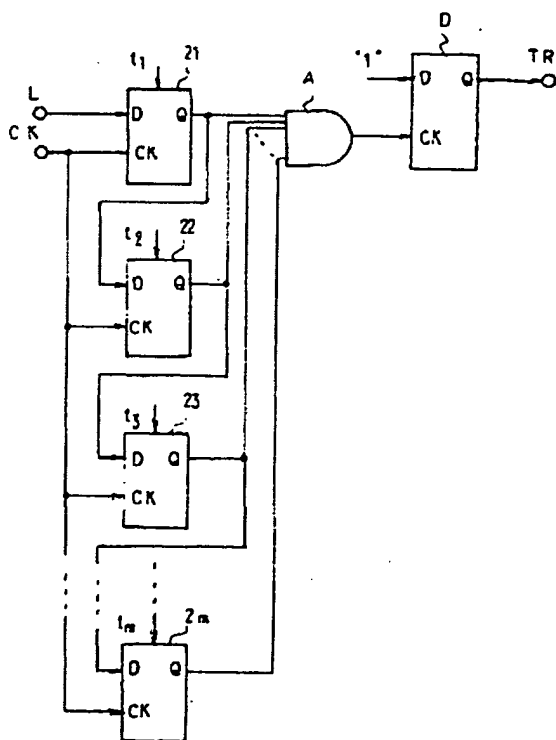 D
t1 21 A "1" D Q TR
L D Q CK
CK CK
t2 22
D Q
CK
t3 23
D Q
CK
tm 2m
D Q
CK